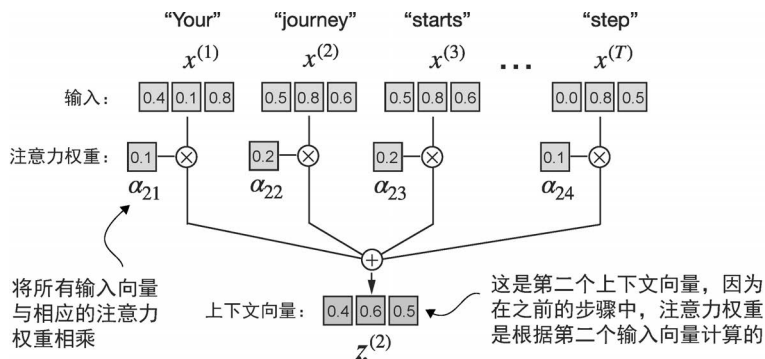 “Your” “journey” “starts” “step”
x(1) x(2) x(3) ... x(T)
输入： 0.4 0.1 0.8 0.5 0.8 0.6 0.5 0.8 0.6 0.0 0.8 0.5
注意力权重： 0.1 0.2 0.2 0.1
α21 α22 α23 α24
将所有输入向量
与相应的注意力
权重相乘
上下文向量： 0.4 0.6 0.5
z(2)
这是第二个上下文向量，因为
在之前的步骤中，注意力权重
是根据第二个输入向量计算的